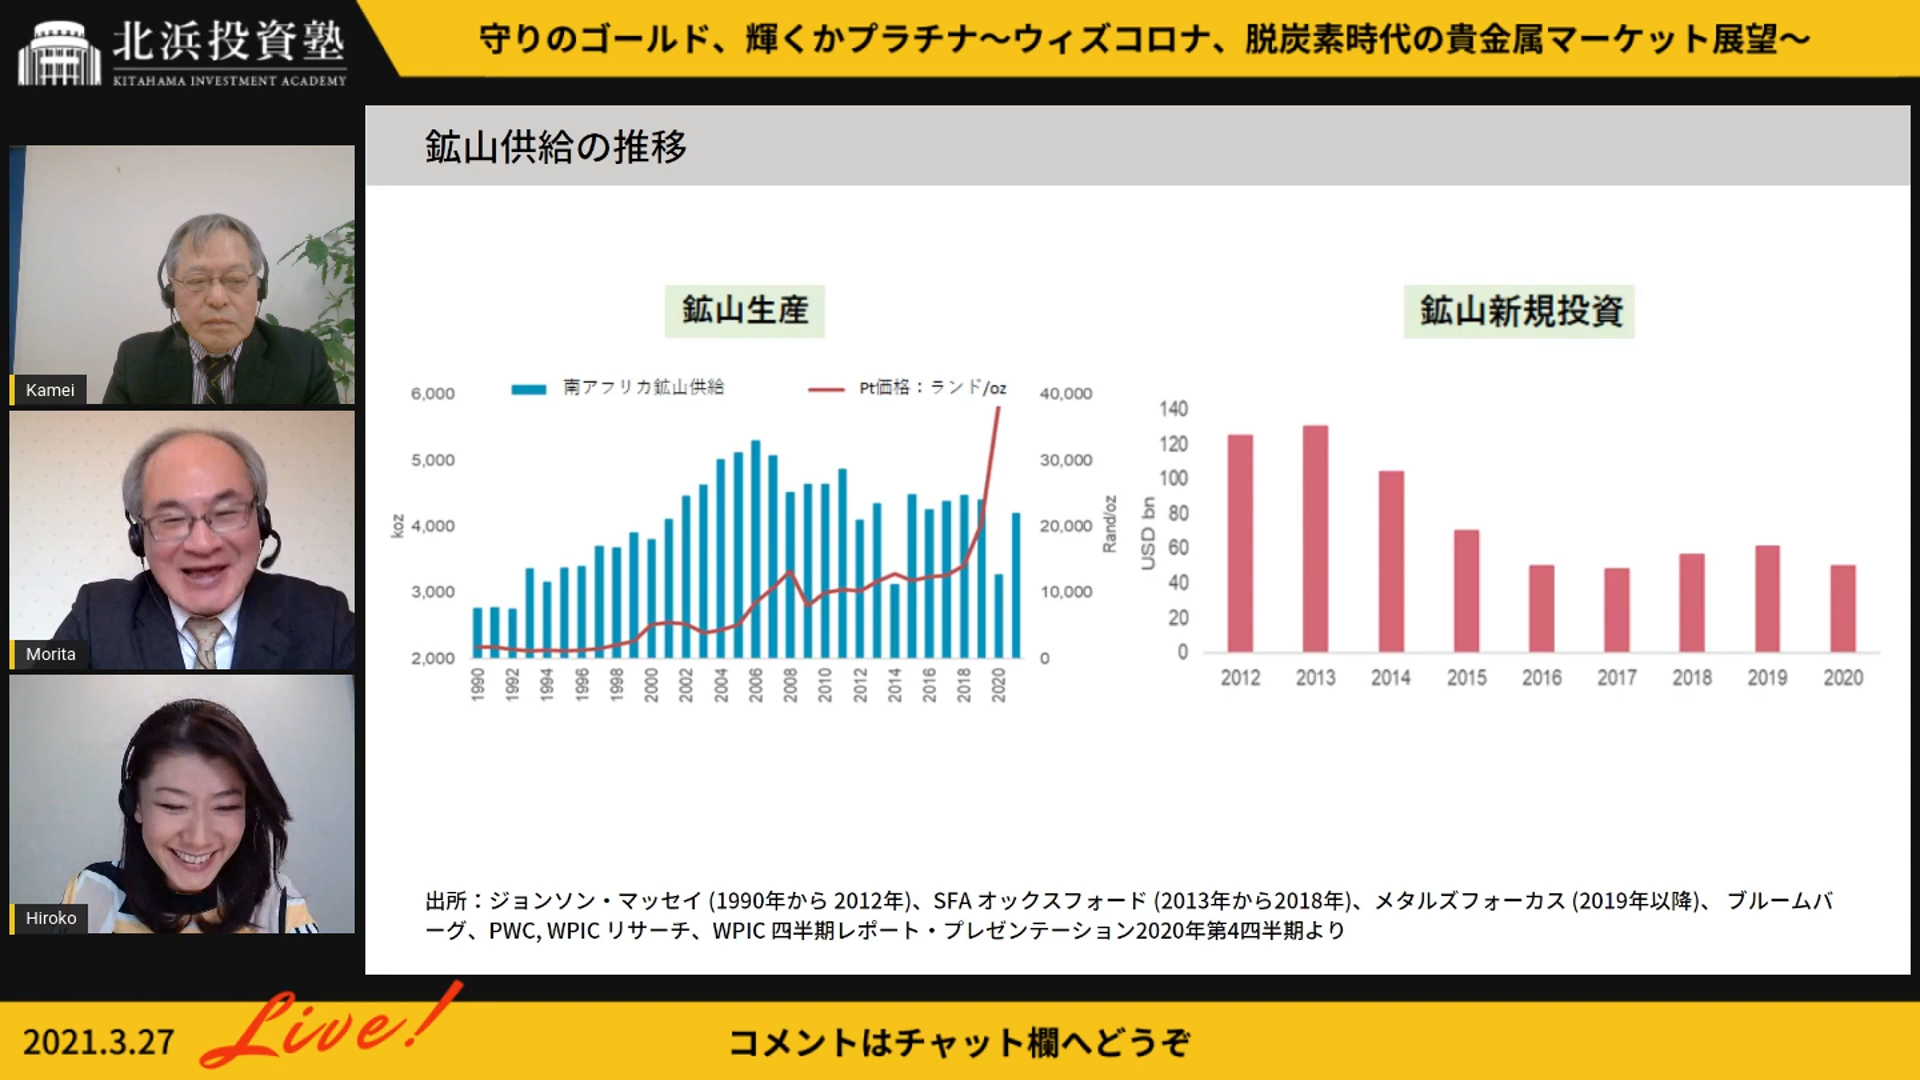 北浜投資塾
KITAHAMA INVESTMENT ACADEMY
守りのゴールド、輝くかプラチナ～ウィズコロナ、脱炭素時代の貴金属マーケット展望～
Kamei
Morita
Hiroko
鉱山供給の推移
鉱山生産
南アフリカ鉱山供給
Pt価格：ランド/oz
6,000
5,000
4,000
3,000
2,000
koz
40,000
30,000
20,000
10,000
0
Rand/oz
1990
1992
1994
1996
1998
2000
2002
2004
2006
2008
2010
2012
2014
2016
2018
2020
鉱山新規投資
USD bn
140
120
100
80
60
40
20
0
2012
2013
2014
2015
2016
2017
2018
2019
2020
出所：ジョンソン・マッセイ (1990年から 2012年)、SFA オックスフォード (2013年から2018年)、メタルズフォーカス (2019年以降)、 ブルームバ
ーグ、PWC, WPIC リサーチ、WPIC 四半期レポート・プレゼンテーション2020年第4四半期より
2021.3.27
Live!
コメントはチャット欄へどうぞ